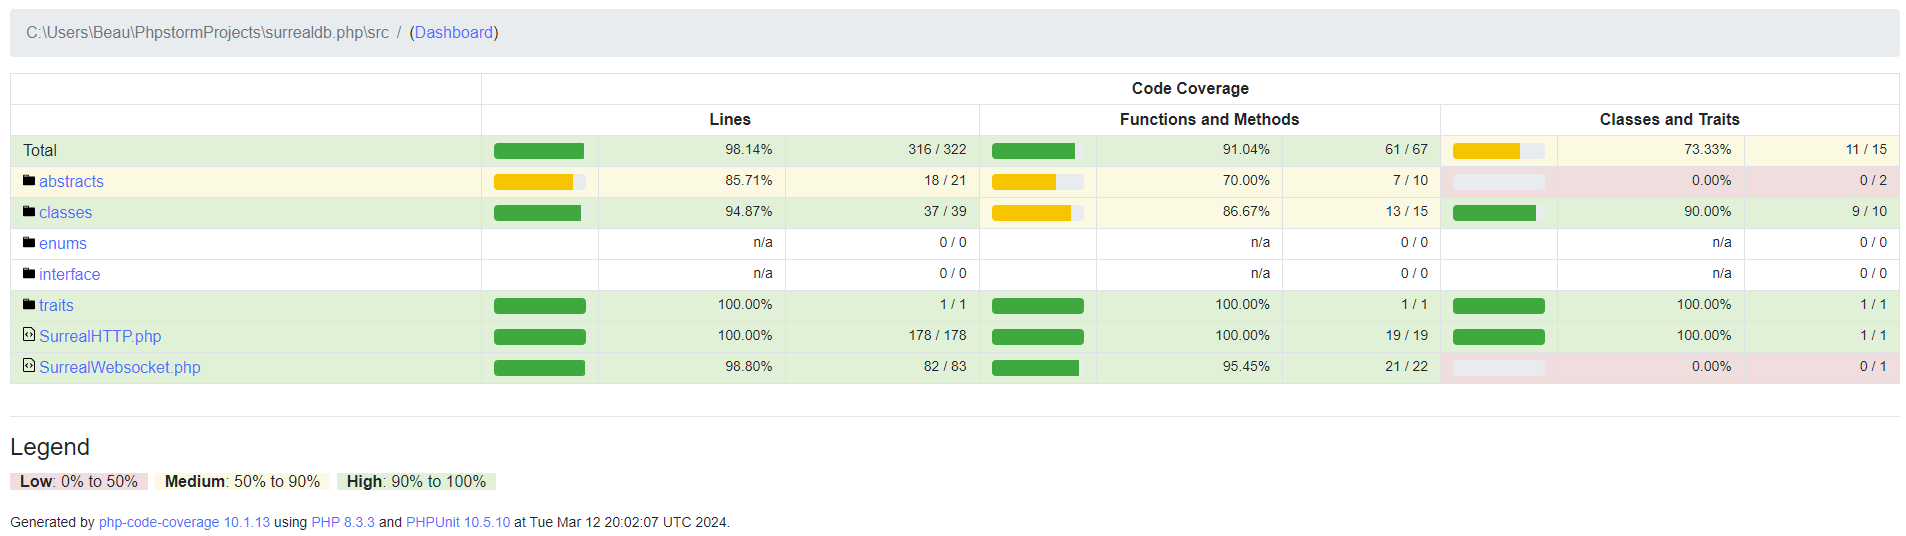 C:\Users\Beau\PhpstormProjects\surrealdb.php\src / (Dashboard)
Code Coverage
Lines Functions and Methods Classes and Traits
Total 98.14% 316 / 322 91.04% 61 / 67 73.33% 11 / 15
abstracts 85.71% 18 / 21 70.00% 7 / 10 0.00% 0 / 2
classes 94.87% 37 / 39 86.67% 13 / 15 90.00% 9 / 10
enums n/a 0 / 0 n/a 0 / 0 n/a 0 / 0
interface n/a 0 / 0 n/a 0 / 0 n/a 0 / 0
traits 100.00% 1 / 1 100.00% 1 / 1 100.00% 1 / 1
SurrealHTTP.php 100.00% 178 / 178 100.00% 19 / 19 100.00% 1 / 1
SurrealWebsocket.php 98.80% 82 / 83 95.45% 21 / 22 0.00% 0 / 1
Legend
Low: 0% to 50% Medium: 50% to 90% High: 90% to 100%
Generated by php-code-coverage 10.1.13 using PHP 8.3.3 and PHPUnit 10.5.10 at Tue Mar 12 20:02:07 UTC 2024.